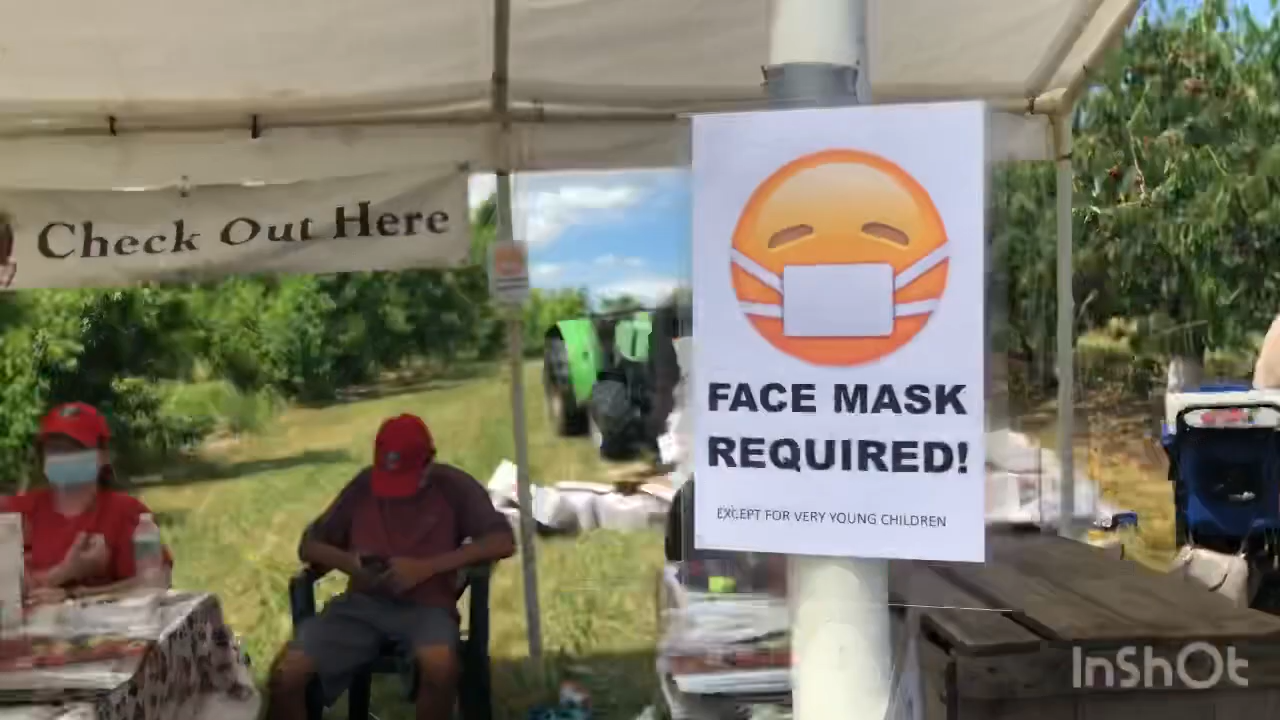 Check Out Here
FACE MASK
REQUIRED!
EXCEPT FOR VERY YOUNG CHILDREN
InShOt